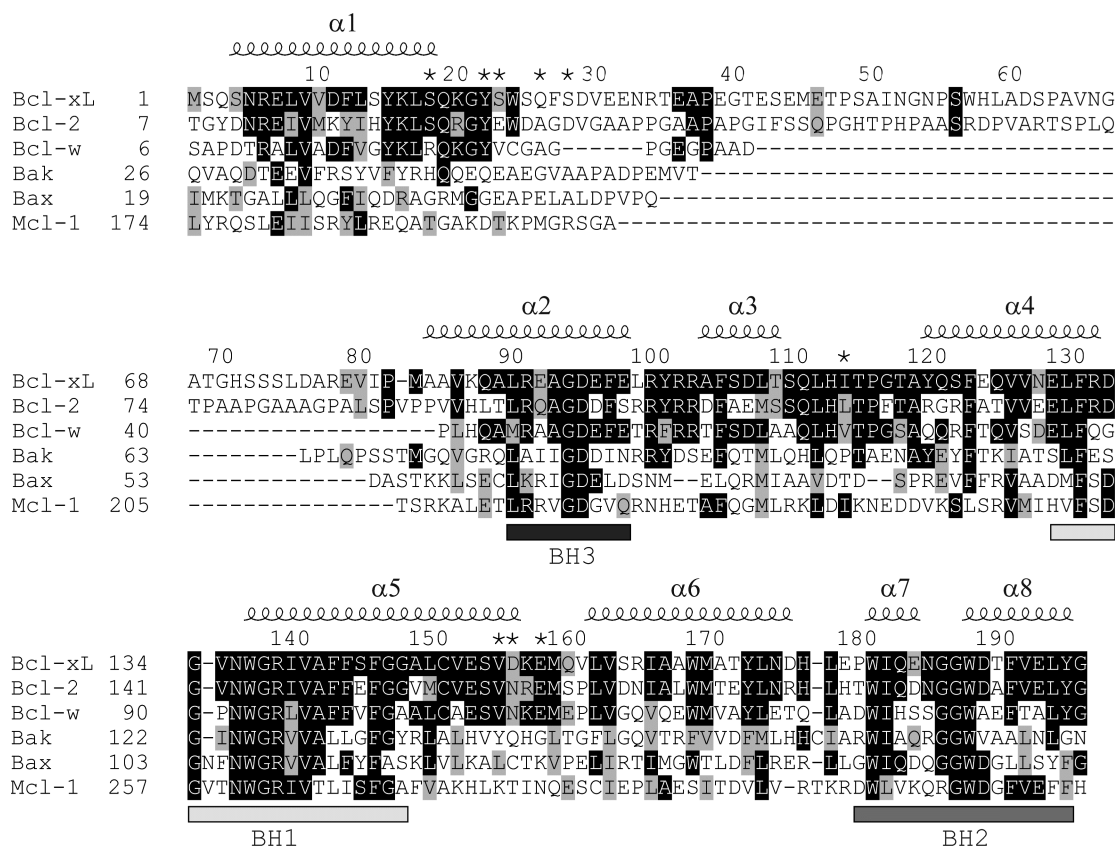 α1
10 * 20 ** * * 30 40 50 60
Bcl-xL 1 MSQSNRELVVDFLSYKLSQKGYSWSQFSDVEENRTEAPEGTESEMETPSAINGNPSWHLADSPAVNG
Bcl-2 7 TGYDNREIVMKYIHYKLSQRGYEWDAGDVGAAPPGAAPAPGIFSSQPGHTPHPAASRDPVARTSPLQ
Bcl-w 6 SAPDTRALVADFVGYKLRQKGYVCGAG------PGEGPAAD--------------------------
Bak 26 QVAQDTEEVFRSYVFYRHQQEQEAEGVAAPADPEMVT------------------------------
Bax 19 IMKTGALLLQGFIQDRAGRMGGEAPELALDPVPQ---------------------------------
Mcl-1 174 LYRQSLEIISRYLREQATGAKDTKPMGRSGA------------------------------------
α2 α3 α4
70 80 90 100 110 * 120 130
Bcl-xL 68 ATGHSSSLDAREVIP-MAAVKQALREAGDEFELRYRRAFSDLTSQLHITPGTAYQSFEQVVNELFRD
Bcl-2 74 TPAAPGAAAGPALSPVPPVVHLTLRQAGDDFSRRYRRDFAEMSSQLHLTPFTARGRFATVVEELFRD
Bcl-w 40 ------------------PLHQAMRAAGDEFETRFRRTFSDLAAQLHVTPGSAQQRFTQVSDELFQG
Bak 63 --------LPLQPSSTMGQVGRQLAIIGDDINRRYDSEFQTMLQHLQPTAENAYEYFTKIATSLFES
Bax 53 -------------DASTKKLSECLKRIGDELDSNM---ELQRMIAAVDTD-SPREVFFRVAADMFSD
Mcl-1 205 ---------------TSRKALETLRRVGDGVQRNHETAFQGMLRKLDIKNEDDVKSLSRVMIHVFSD
BH3
α5 α6 α7 α8
140 150 ** *160 170 180 190
Bcl-xL 134 G-VNWGRIVAFFSFGGALCVESVDKEMQVLVSRIAAWMATYLNDH-LEPWIQENGGWDTFVELYG
Bcl-2 141 G-VNWGRIVAFFEFGGVMCVESVNREMSPLVDNIALWMTEYLNRH-LHTWIQDNGGWDAFVELYG
Bcl-w 90 G-PNWGRLVAFFVFGAALCAESVNKEMEPLVGQVQEWMVAYLETQ-LADWIHSSGGWAEFTALYG
Bak 122 G-INWGRVVALLGFGYRLALHVYQHGLTGFLGQVTRFVVDFMLHHCIARWIAQRGGWVAALNLGN
Bax 103 GNFNWGRVVALFYFASKLVLKALCTKVPELIRTIMGWTLDFLRER-LLGWIQDQGGWDGLLSYFG
Mcl-1 257 GVTNWGRIVTLISFGAFVAKHLKTINQESCIEPLAESITDVLV-RTKRDWLVKQRGWDGFVEFFH
BH1 BH2